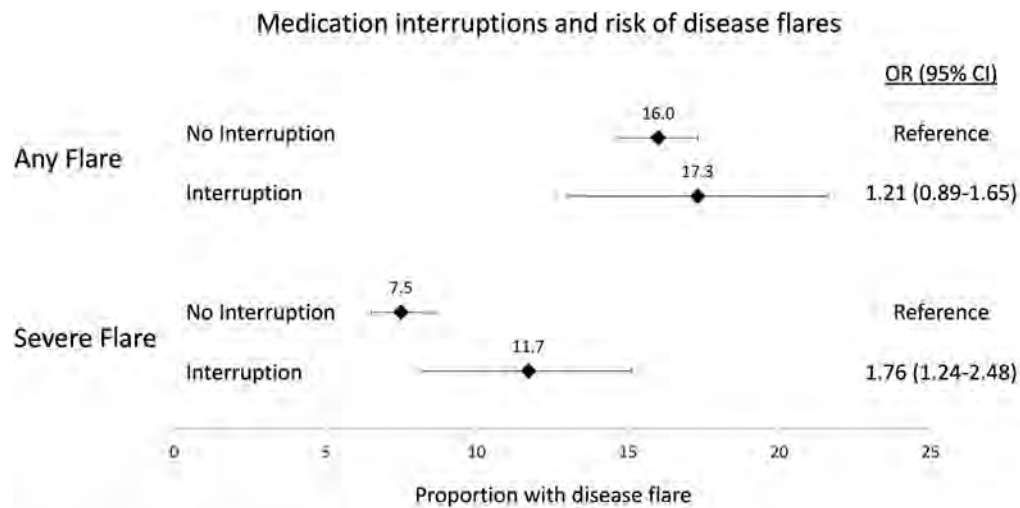 Medication interruptions and risk of disease flares
OR (95% CI)
Any Flare
No Interruption
16.0
Reference
Interruption
17.3
1.21 (0.89-1.65)
Severe Flare
No Interruption
7.5
Reference
Interruption
11.7
1.76 (1.24-2.48)
0 5 10 15 20 25
Proportion with disease flare